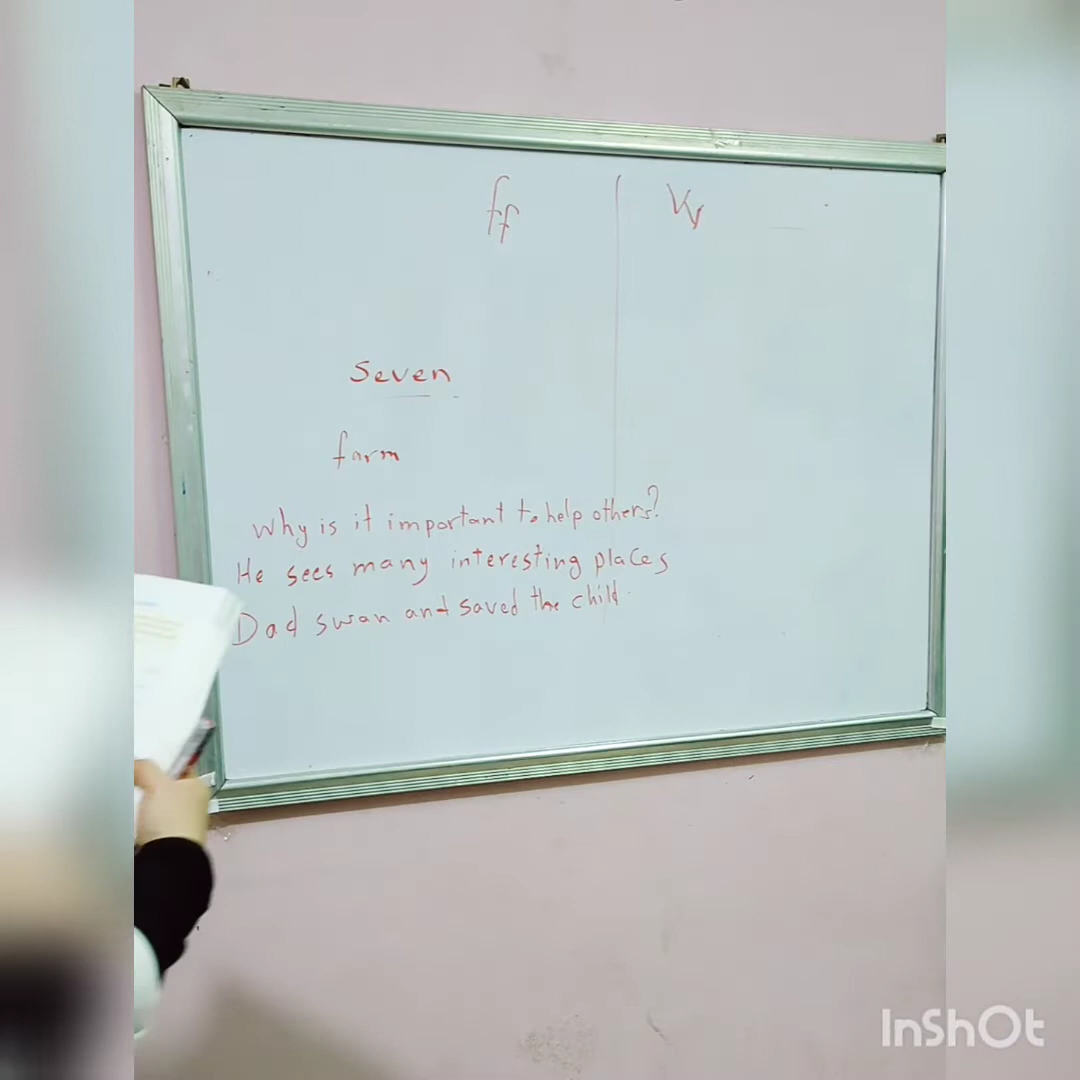 ff Vv
seven
farm
Why is it important to help others?
He sees many interesting places
Dad swan and saved the child.
InShOt